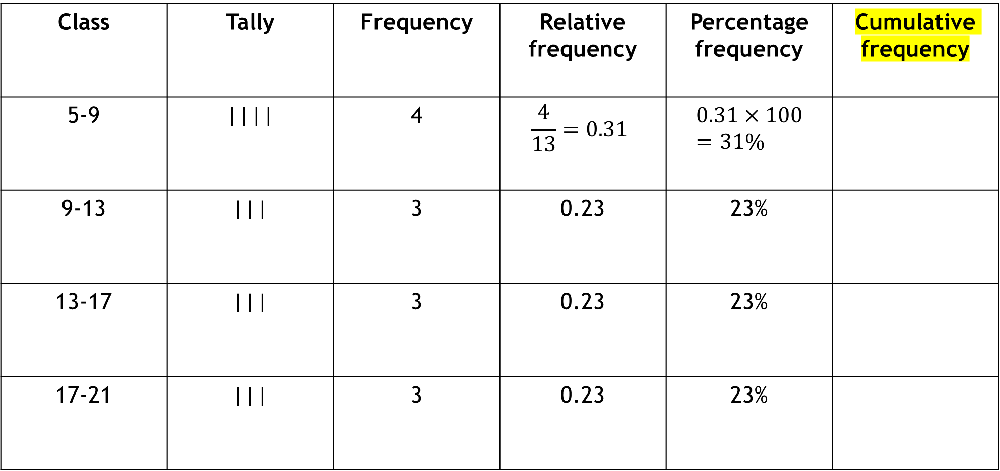 Class Tally Frequency Relative frequency Percentage frequency Cumulative frequency
5-9 |||| 4 4/13 = 0.31 0.31 × 100 = 31%
9-13 ||| 3 0.23 23%
13-17 ||| 3 0.23 23%
17-21 ||| 3 0.23 23%